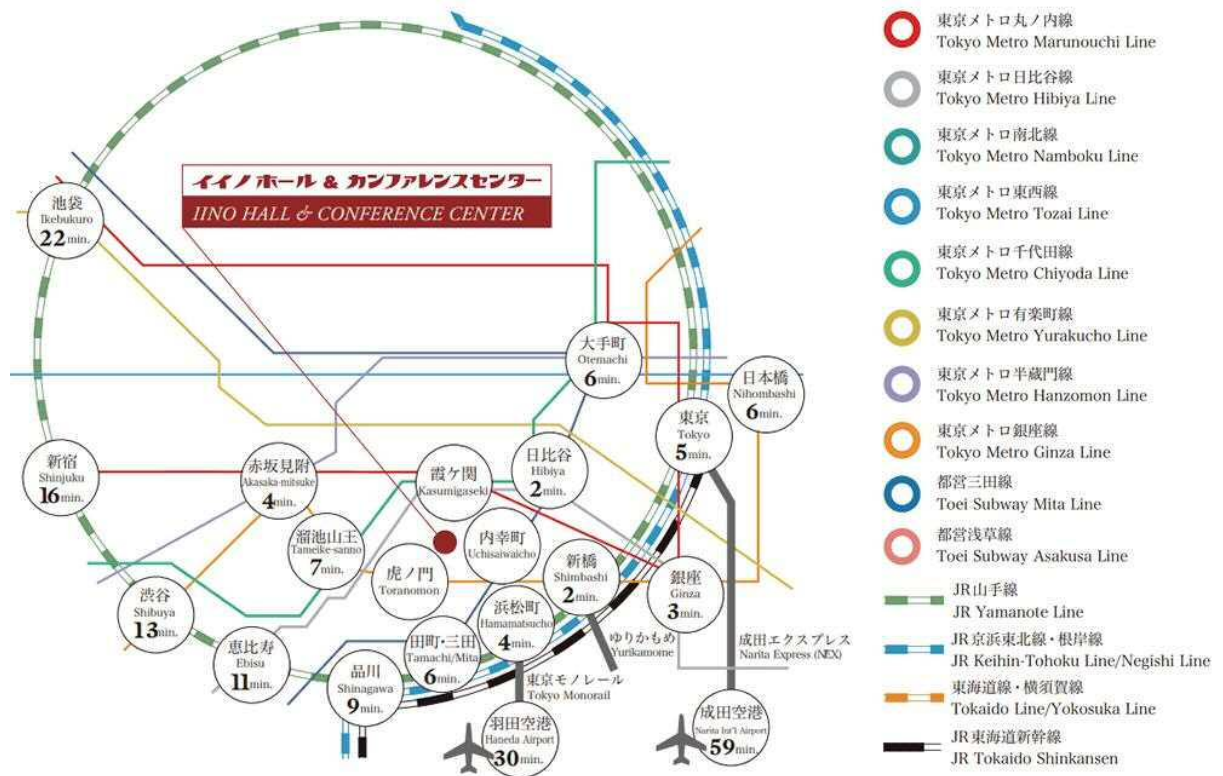 イイノホール & カンファレンスセンター
IINO HALL & CONFERENCE CENTER
池袋
Ikebukuro
22min.
大手町
Otemachi
6min.
日本橋
Nihombashi
6min.
東京
Tokyo
5min.
新宿
Shinjuku
16min.
赤坂見附
Akasaka-mitsuke
4min.
霞ケ関
Kasumigaseki
日比谷
Hibiya
2min.
溜池山王
Tameike-sanno
7min.
虎ノ門
Toranomon
内幸町
Uchisaiwaicho
新橋
Shimbashi
2min.
銀座
Ginza
3min.
渋谷
Shibuya
13min.
恵比寿
Ebisu
11min.
品川
Shinagawa
9min.
田町・三田
Tamachi/Mita
6min.
浜松町
Hamamatsucho
4min.
ゆりかもめ
Yurikamome
成田エクスプレス
Narita Express (NEX)
東京モノレール
Tokyo Monorail
羽田空港
Haneda Airport
30min.
成田空港
Narita Int'l Airport
59min.
東京メトロ丸ノ内線
Tokyo Metro Marunouchi Line
東京メトロ日比谷線
Tokyo Metro Hibiya Line
東京メトロ南北線
Tokyo Metro Namboku Line
東京メトロ東西線
Tokyo Metro Tozai Line
東京メトロ千代田線
Tokyo Metro Chiyoda Line
東京メトロ有楽町線
Tokyo Metro Yurakucho Line
東京メトロ半蔵門線
Tokyo Metro Hanzomon Line
東京メトロ銀座線
Tokyo Metro Ginza Line
都営三田線
Toei Subway Mita Line
都営浅草線
Toei Subway Asakusa Line
JR山手線
JR Yamanote Line
JR京浜東北線・根岸線
JR Keihin-Tohoku Line/Negishi Line
東海道線・横須賀線
Tokaido Line/Yokosuka Line
JR東海道新幹線
JR Tokaido Shinkansen